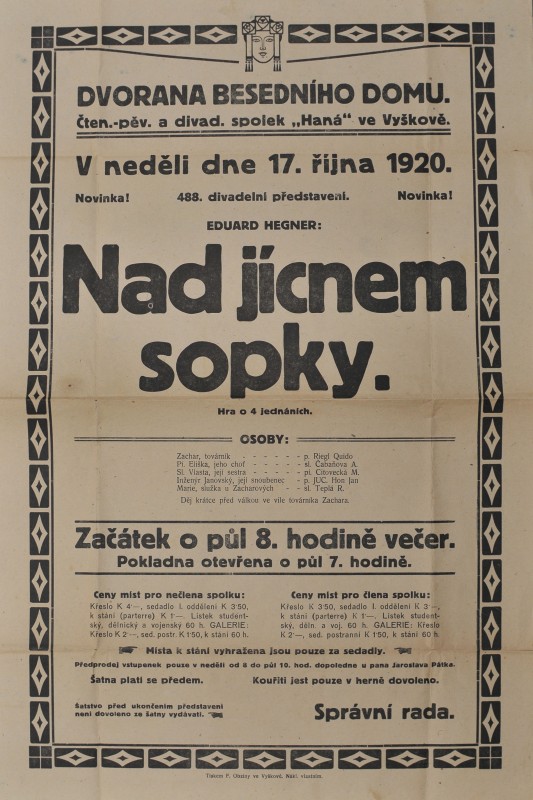 DVORANA BESEDNÍHO DOMU.
Čten.-pěv. a divad. spolek „Haná" ve Vyškově.
V neděli dne 17. října 1920.
Novinka! 488. divadelní představení. Novinka!
EDUARD HEGNER:
Nad jícnem
sopky.
Hra o 4 jednáních.
OSOBY:
Zachar, továrník - - - - - - p. Riegl Quido
Pí. Eliška, jeho choť - - - - - sl. Čabaňova A.
Sl. Vlasta, její sestra - - - - - pí. Citovecká M.
Inženýr Janovský, její snoubenec - p. JUC. Hon Jan
Marie, služka u Zacharových - - sl. Teplá R.
Děj krátce před válkou ve vile továrníka Zachara.
Začátek o půl 8. hodině večer.
Pokladna otevřena o půl 7. hodině.
Ceny míst pro nečlena spolku:
Křeslo K 4·—, sedadlo I. oddělení K 3·50,
k stání (parterre) K 1·—. Lístek student-
ský, dělnický a vojenský 60 h. GALERIE:
Křeslo K 2·—, sed. postr. K 1·50, k stání 60 h.
Ceny míst pro člena spolku:
Křeslo K 3·50, sedadlo I. oddělení K 3·—,
k stání (parterre) K 1·—. Lístek student-
ský, děln. a voj. 60 h. GALERIE: Křeslo
K 2·—, sed. postranní K 1·50, k stání 60 h.
Místa k stání vyhražena jsou pouze za sedadly.
Předprodej vstupenek pouze v neděli od 8 do půl 10. hod. dopoledne u pana Jaroslava Pátka.
Šatna platí se předem. Kouřiti jest pouze v herně dovoleno.
Šatstvo před ukončením představení
není dovoleno ze šatny vydávati.
Správní rada.
Tiskem F. ve Vyškově. Nákl. vlastním.